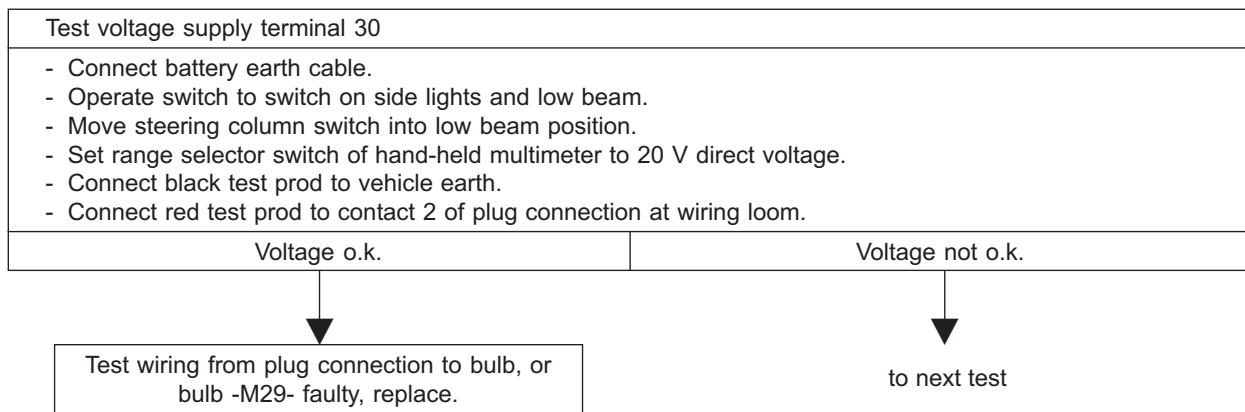 Test voltage supply terminal 30
- Connect battery earth cable.
- Operate switch to switch on side lights and low beam.
- Move steering column switch into low beam position.
- Set range selector switch of hand-held multimeter to 20 V direct voltage.
- Connect black test prod to vehicle earth.
- Connect red test prod to contact 2 of plug connection at wiring loom.
Voltage o.k.
Voltage not o.k.
Test wiring from plug connection to bulb, or
bulb -M29- faulty, replace.
to next test